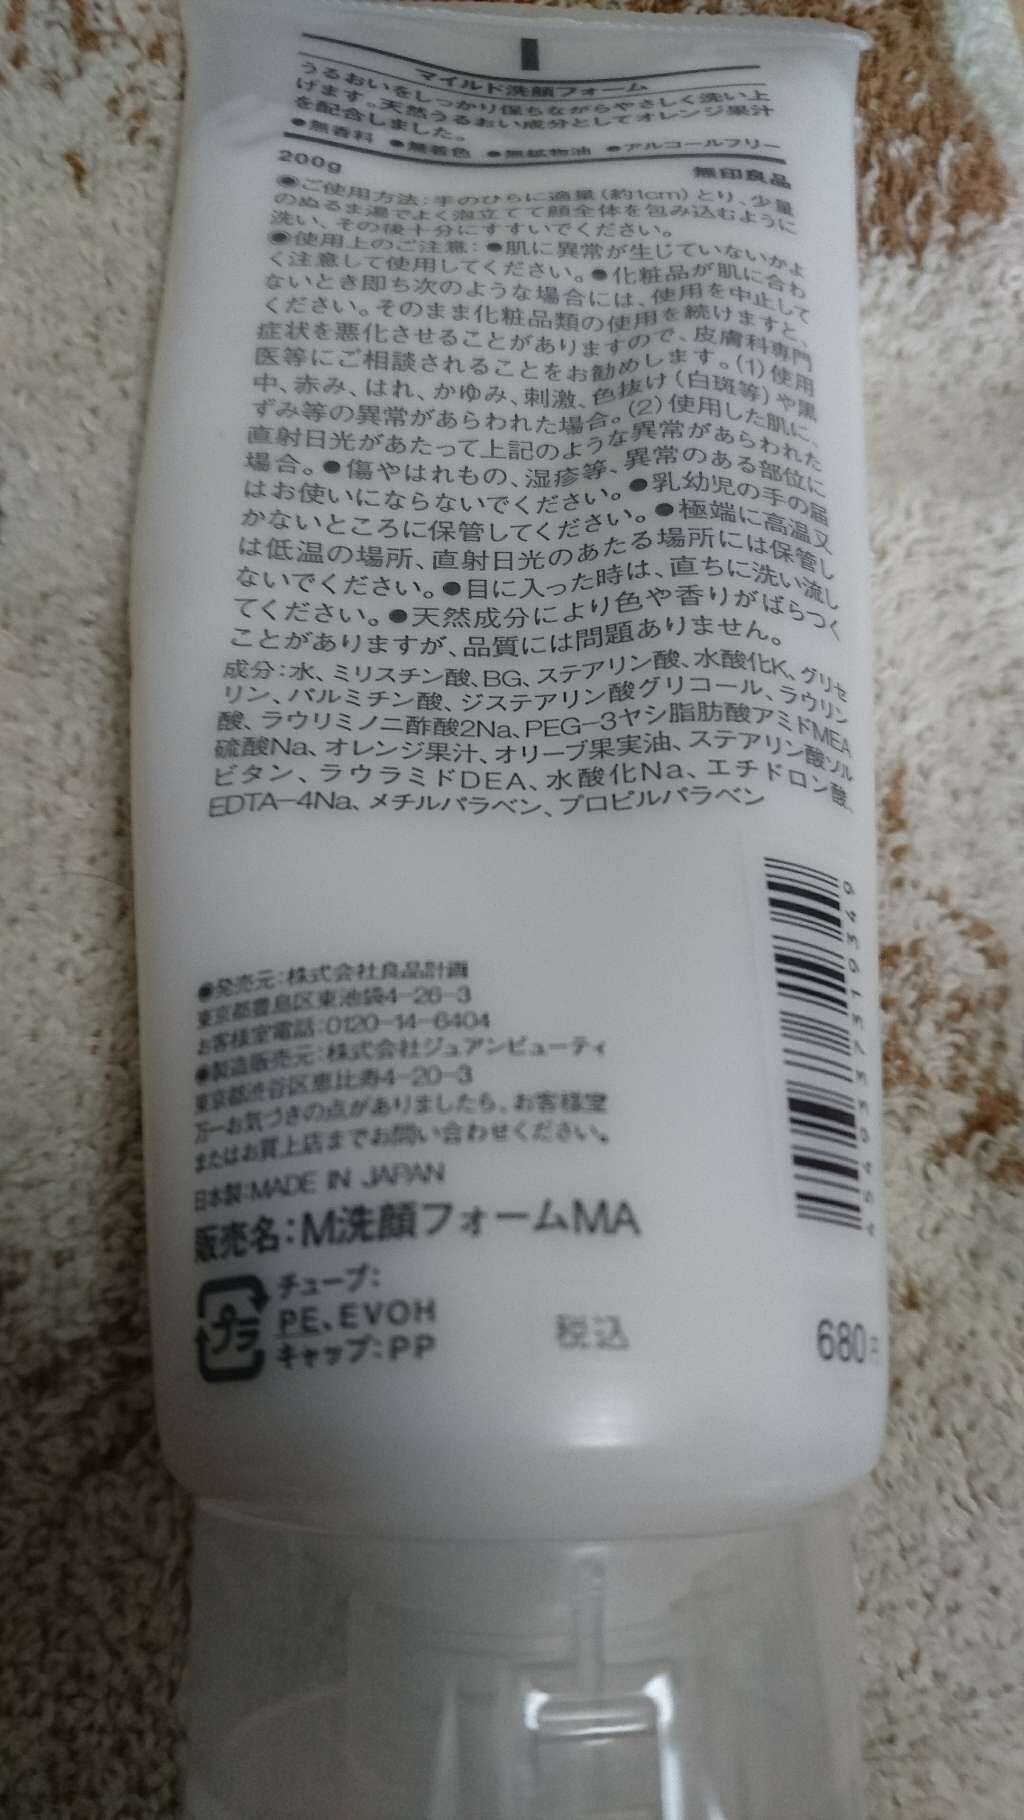 マイルド洗顔フォーム
うるおいをしっかり保ちながらやさしく洗い上
げます。天然うるおい成分としてオレンジ果汁
を配合しました。
●無香料 ●無着色 ●無鉱物油 ●アルコールフリー
200g 無印良品
●ご使用方法:手のひらに適量(約1cm)とり、少量
のぬるま湯でよく泡立てて顔全体を包み込むように
洗い、その後十分にすすいでください。
●使用上のご注意:●肌に異常が生じていないかよ
く注意して使用してください。●化粧品が肌に合わ
ないとき即ち次のような場合には、使用を中止して
ください。そのまま化粧品類の使用を続けますと、
症状を悪化させることがありますので、皮膚科専門
医等にご相談されることをお勧めします。(1)使用
中、赤み、はれ、かゆみ、刺激、色抜け(白斑等)や黒
ずみ等の異常があらわれた場合。(2)使用した肌に、
直射日光があたって上記のような異常があらわれた
場合。●傷やはれもの、湿疹等、異常のある部位に
はお使いにならないでください。●乳幼児の手の届
かないところに保管してください。●極端に高温又
は低温の場所、直射日光のあたる場所には保管し
ないでください。●目に入った時は、直ちに洗い流し
てください。●天然成分により色や香りがばらつく
ことがありますが、品質には問題ありません。
成分:水、ミリスチン酸、BG、ステアリン酸、水酸化K、グリセ
リン、パルミチン酸、ジステアリン酸グリコール、ラウリン
酸、ラウリミノニ酢酸2Na、PEG-3ヤシ脂肪酸アミドMEA
硫酸Na、オレンジ果汁、オリーブ果実油、ステアリン酸ソル
ビタン、ラウラミドDEA、水酸化Na、エチドロン酸、
EDTA-4Na、メチルパラベン、プロピルパラベン
●発売元:株式会社良品計画
東京都豊島区東池袋4-26-3
お客様室電話:0120-14-6404
●製造販売元:株式会社ジュアンビューティ
東京都渋谷区恵比寿4-20-3
万一お気づきの点がありましたら、お客様室
またはお買上店までお問い合わせください。
日本製:MADE IN JAPAN
販売名:M洗顔フォームMA
プラ
チューブ:
PE、EVOH
キャップ:PP
税込 680円